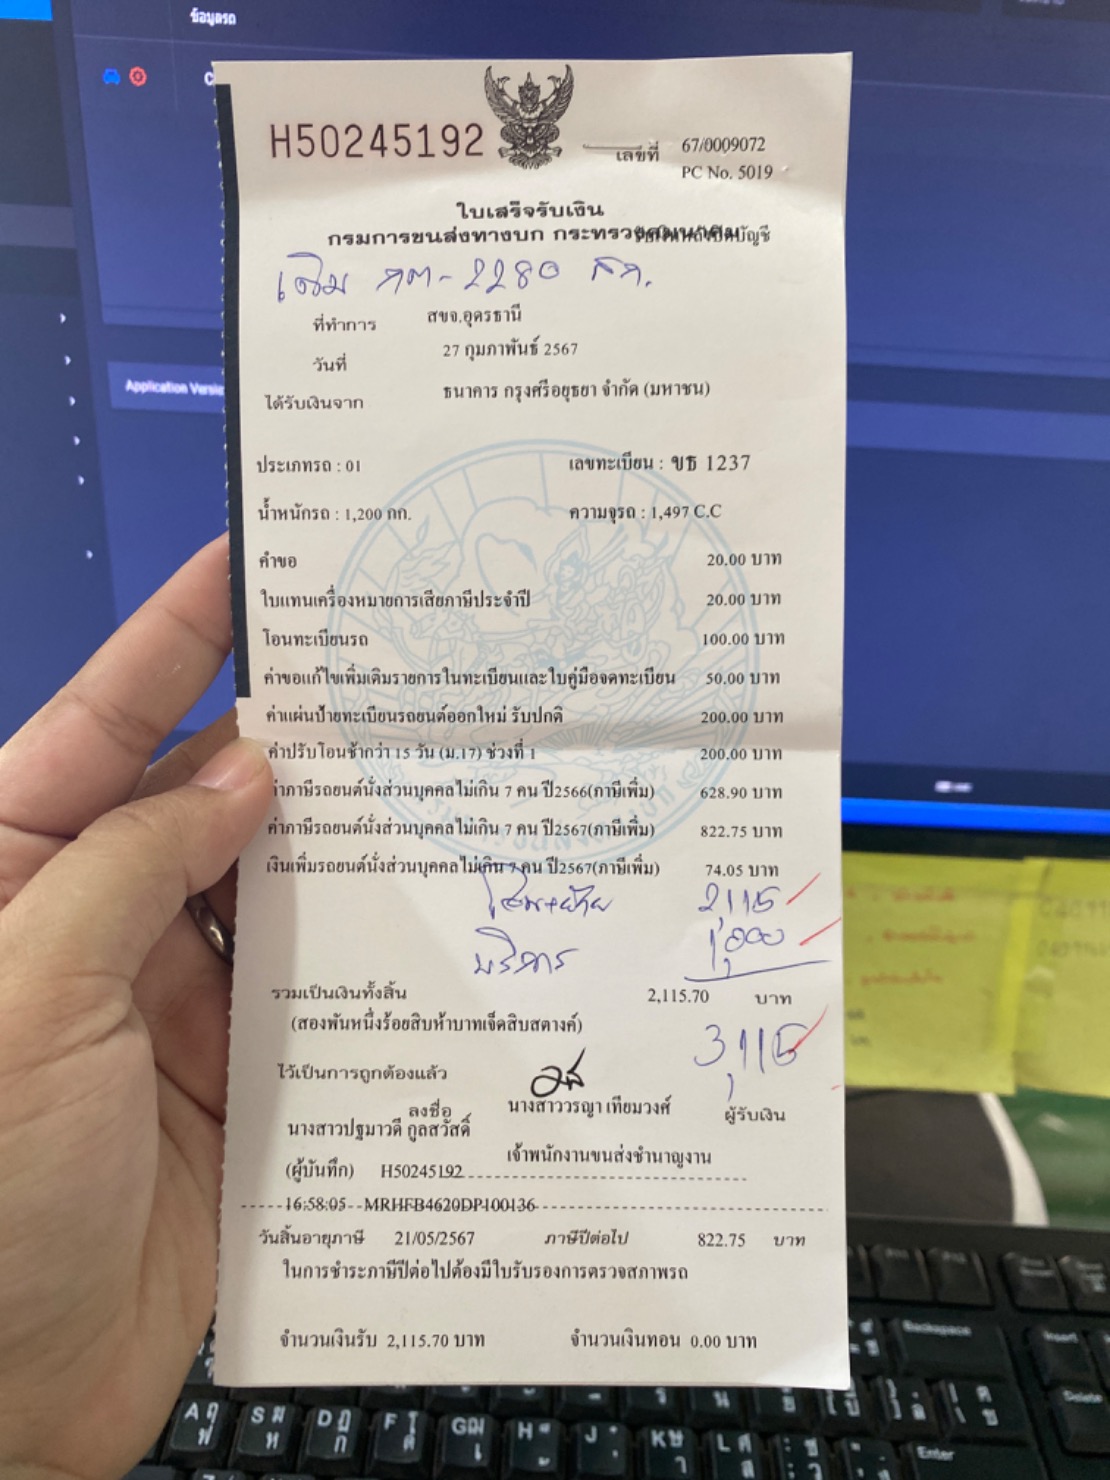 ข้อมูลรถ
Application Versio
H50245192
เลขที่ 67/0009072
PC No. 5019
ใบเสร็จรับเงิน
กรมการขนส่งทางบก กระทรวงคมนาคม
เดิม กต-2280 สก.
ที่ทำการ สขจ.อุดรธานี
วันที่ 27 กุมภาพันธ์ 2567
ได้รับเงินจาก ธนาคาร กรุงศรีอยุธยา จำกัด (มหาชน)
ประเภทรถ : 01 เลขทะเบียน : ขธ 1237
น้ำหนักรถ : 1,200 กก. ความจุรถ : 1,497 C.C
คำขอ 20.00 บาท
ใบแทนเครื่องหมายการเสียภาษีประจำปี 20.00 บาท
โอนทะเบียนรถ 100.00 บาท
ค่าขอแก้ไขเพิ่มเติมรายการในทะเบียนและใบคู่มือจดทะเบียน 50.00 บาท
ค่าแผ่นป้ายทะเบียนรถยนต์ออกใหม่ รับปกติ 200.00 บาท
ค่าปรับโอนช้ากว่า 15 วัน (ม.17) ช่วงที่ 1 200.00 บาท
ค่าภาษีรถยนต์นั่งส่วนบุคคลไม่เกิน 7 คน ปี2566(ภาษีเพิ่ม) 628.90 บาท
ค่าภาษีรถยนต์นั่งส่วนบุคคลไม่เกิน 7 คน ปี2567(ภาษีเพิ่ม) 822.75 บาท
เงินเพิ่มรถยนต์นั่งส่วนบุคคลไม่เกิน 7 คน ปี2567(ภาษีเพิ่ม) 74.05 บาท
โอน+ย้าย 2,115
บริการ 1,000
รวมเป็นเงินทั้งสิ้น 2,115.70 บาท
(สองพันหนึ่งร้อยสิบห้าบาทเจ็ดสิบสตางค์)
3,115
ไว้เป็นการถูกต้องแล้ว
ลงชื่อ นางสาววรญา เทียมวงศ์ ผู้รับเงิน
นางสาวปฐมาวดี กูลสวัสดิ์
เจ้าพนักงานขนส่งชำนาญงาน
(ผู้บันทึก) H50245192
16:58:05 MRHFB4620DP100136
วันสิ้นอายุภาษี 21/05/2567 ภาษีปีต่อไป 822.75 บาท
ในการชำระภาษีปีต่อไปต้องมีใบรับรองการตรวจสภาพรถ
จำนวนเงินรับ 2,115.70 บาท จำนวนเงินทอน 0.00 บาท
Backspace
Insert
Delete
Enter
A S D F G H J K L